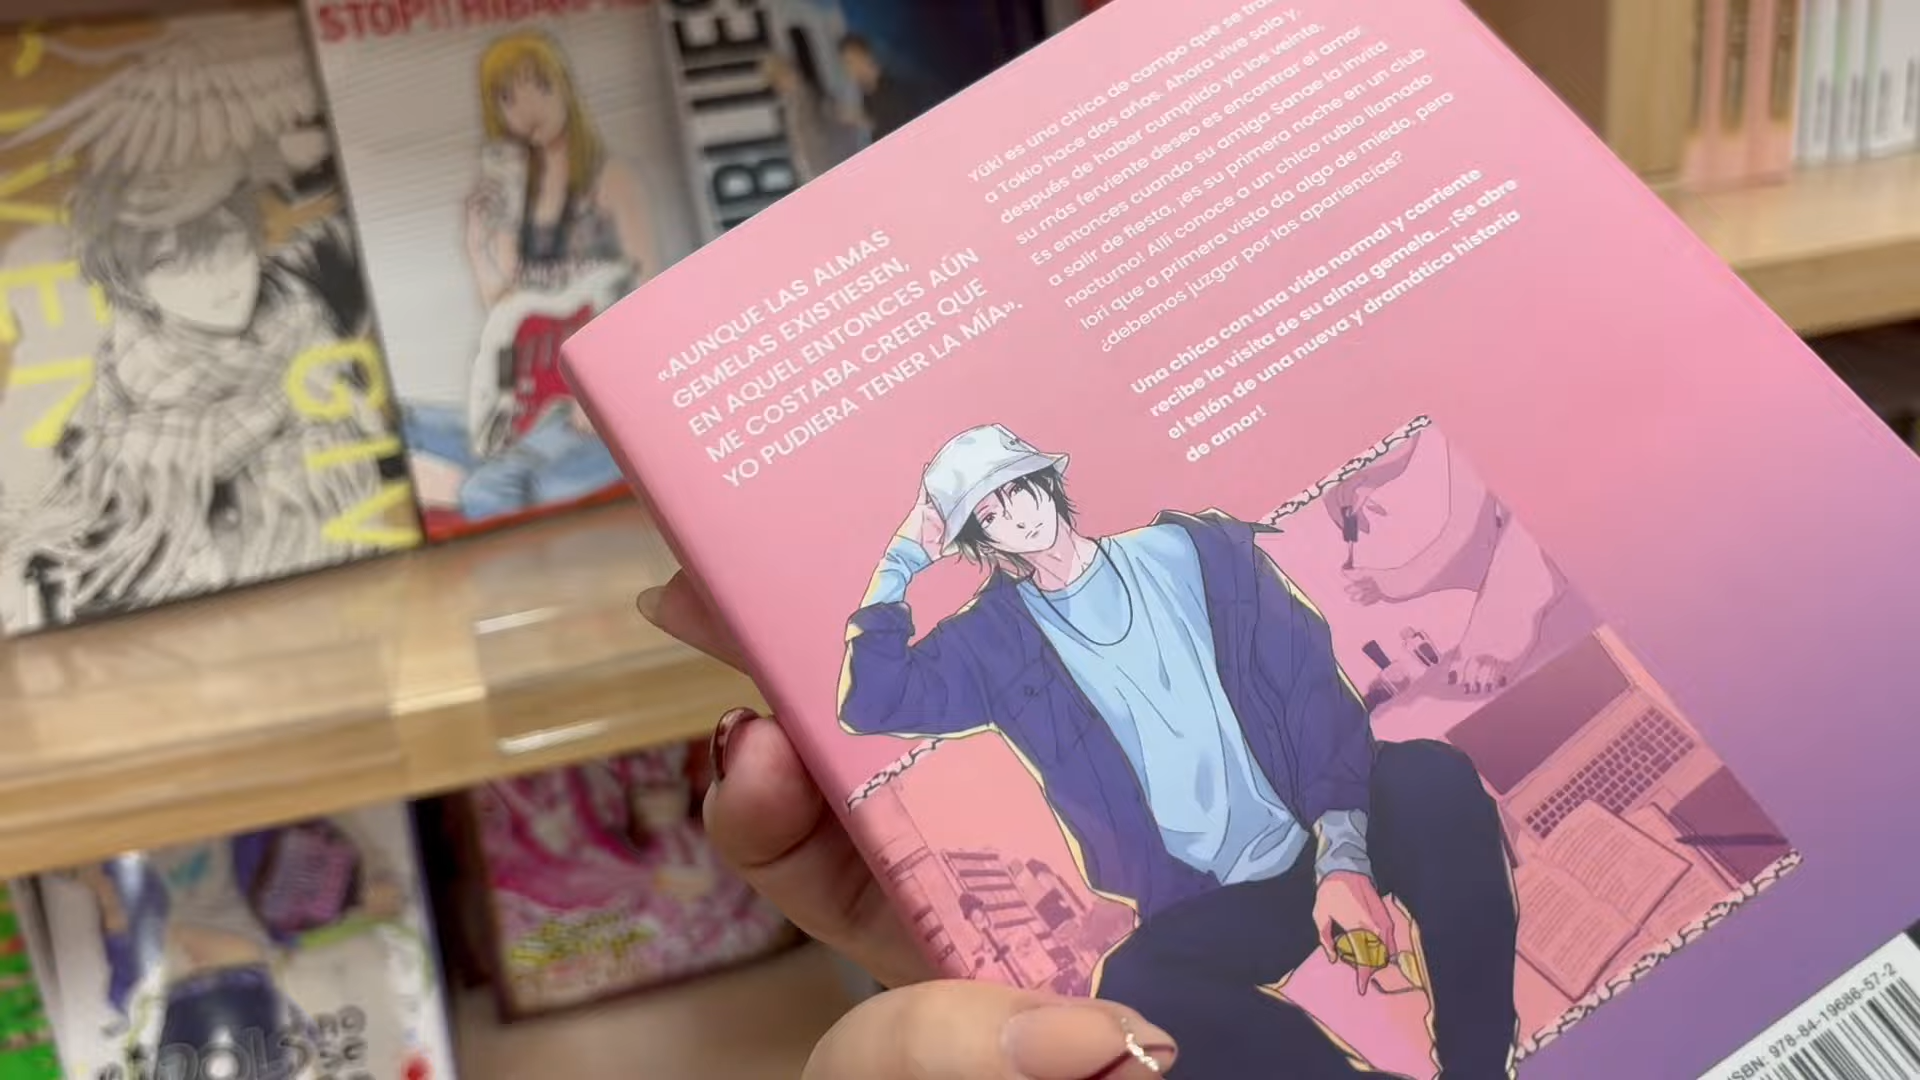 STOP!! HIBARI
GIV
EN
«AUNQUE LAS ALMAS
GEMELAS EXISTIESEN,
EN AQUEL ENTONCES AÚN
ME COSTABA CREER QUE
YO PUDIERA TENER LA MÍA».
Yūki es una chica de campo que se
a Tokio hace dos años. Ahora vive sola y,
después de haber cumplido ya los veinte,
su más ferviente deseo es encontrar el amor.
Es entonces cuando su amiga Sanae la invita
a salir de fiesta, ¡es su primera noche en un club
nocturno! Allí conoce a un chico rubio llamado
Iori que a primera vista da algo de miedo, pero
¿debemos juzgar por las apariencias?
Una chica con una vida normal y corriente
recibe la visita de su alma gemela... ¡Se abre
el telón de una nueva y dramática historia
de amor!
ISBN: 978-84-19686-57-2